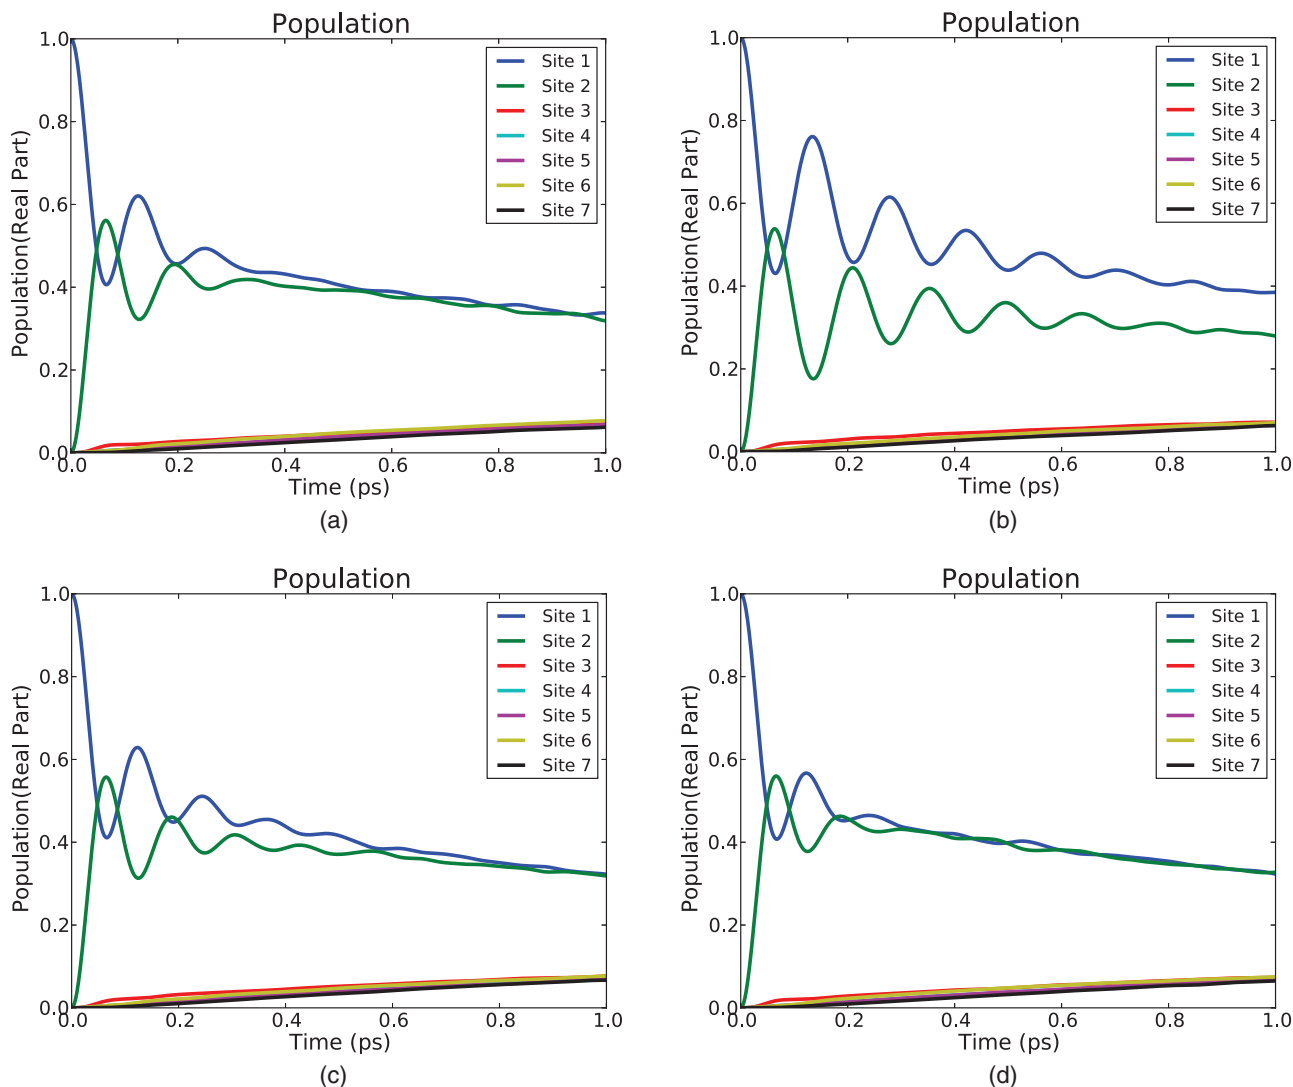 Population
Population(Real Part)
1.0
0.8
0.6
0.4
0.2
0.0
Site 1
Site 2
Site 3
Site 4
Site 5
Site 6
Site 7
0.0 0.2 0.4 0.6 0.8 1.0
Time (ps)
(a)
Population
Population(Real Part)
1.0
0.8
0.6
0.4
0.2
0.0
Site 1
Site 2
Site 3
Site 4
Site 5
Site 6
Site 7
0.0 0.2 0.4 0.6 0.8 1.0
Time (ps)
(b)
Population
Population(Real Part)
1.0
0.8
0.6
0.4
0.2
0.0
Site 1
Site 2
Site 3
Site 4
Site 5
Site 6
Site 7
0.0 0.2 0.4 0.6 0.8 1.0
Time (ps)
(c)
Population
Population(Real Part)
1.0
0.8
0.6
0.4
0.2
0.0
Site 1
Site 2
Site 3
Site 4
Site 5
Site 6
Site 7
0.0 0.2 0.4 0.6 0.8 1.0
Time (ps)
(d)